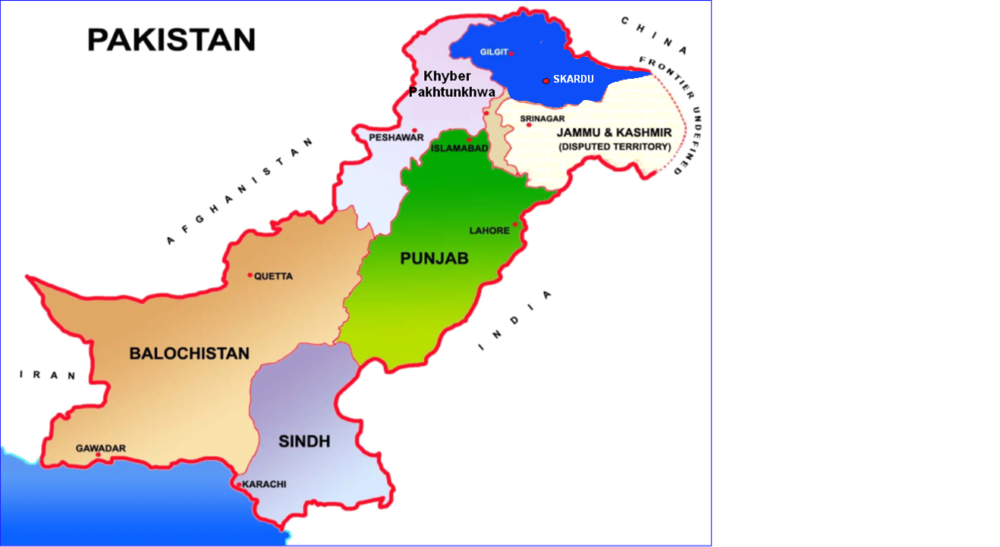 PAKISTAN
CHINA
FRONTIER UNDEFINED
GILGIT
SKARDU
Khyber
Pakhtunkhwa
SRINAGAR
JAMMU & KASHMIR
(DISPUTED TERRITORY)
PESHAWAR
ISLAMABAD
AFGHANISTAN
LAHORE
PUNJAB
QUETTA
INDIA
BALOCHISTAN
IRAN
SINDH
GAWADAR
KARACHI